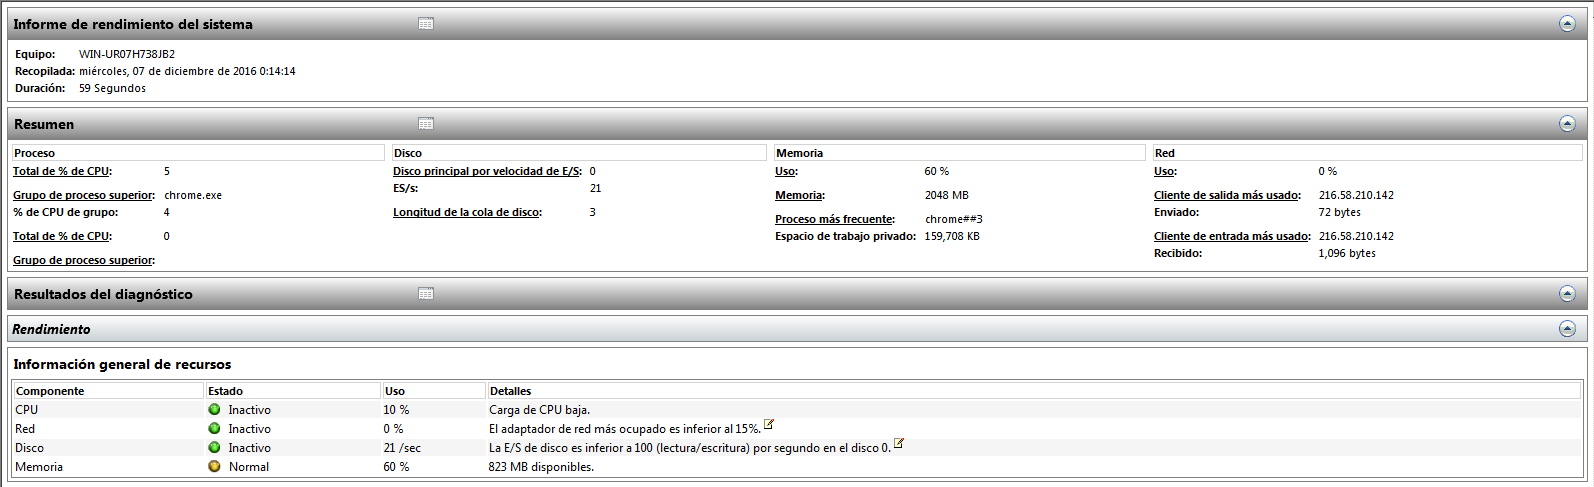 Informe de rendimiento del sistema
Equipo: WIN-UR07H738JB2
Recopilada: miércoles, 07 de diciembre de 2016 0:14:14
Duración: 59 Segundos
Resumen
Proceso
Total de % de CPU: 5
Grupo de proceso superior: chrome.exe
% de CPU de grupo: 4
Total de % de CPU: 0
Grupo de proceso superior:
Disco
Disco principal por velocidad de E/S: 0
ES/s: 21
Longitud de la cola de disco: 3
Memoria
Uso: 60 %
Memoria: 2048 MB
Proceso más frecuente: chrome##3
Espacio de trabajo privado: 159,708 KB
Red
Uso: 0 %
Cliente de salida más usado: 216.58.210.142
Enviado: 72 bytes
Cliente de entrada más usado: 216.58.210.142
Recibido: 1,096 bytes
Resultados del diagnóstico
Rendimiento
Información general de recursos
Componente Estado Uso Detalles
CPU Inactivo 10 % Carga de CPU baja.
Red Inactivo 0 % El adaptador de red más ocupado es inferior al 15%.
Disco Inactivo 21 /sec La E/S de disco es inferior a 100 (lectura/escritura) por segundo en el disco 0.
Memoria Normal 60 % 823 MB disponibles.